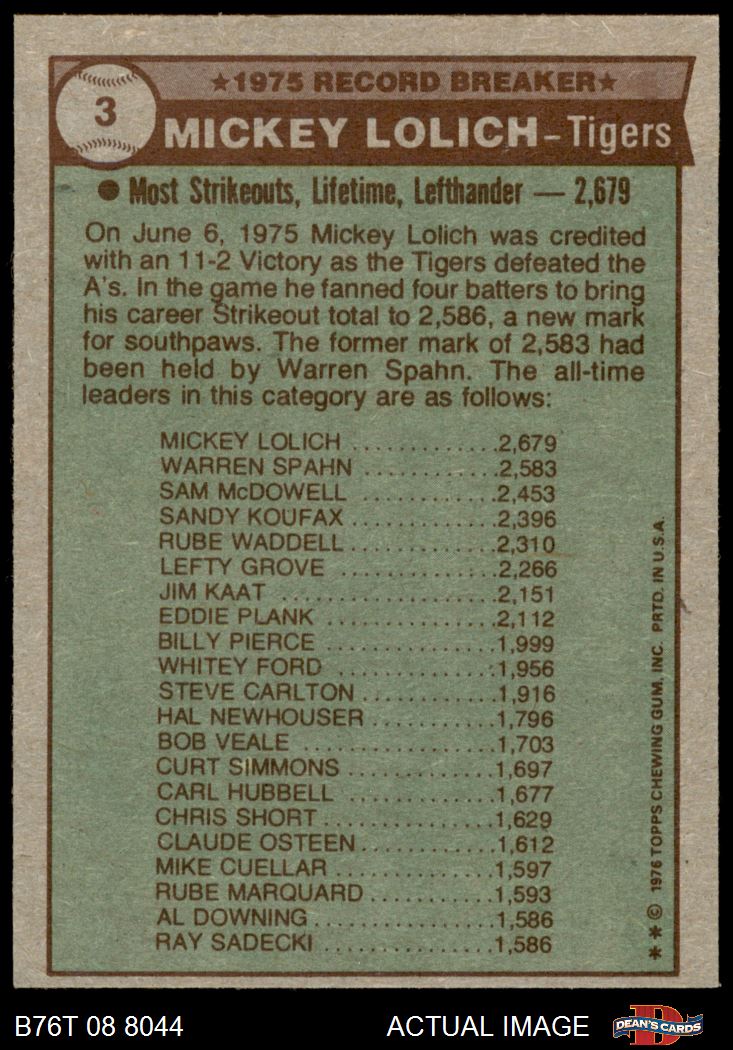 ★1975 RECORD BREAKER★
3
MICKEY LOLICH – Tigers
● Most Strikeouts, Lifetime, Lefthander — 2,679
On June 6, 1975 Mickey Lolich was credited
with an 11-2 Victory as the Tigers defeated the
A's. In the game he fanned four batters to bring
his career Strikeout total to 2,586, a new mark
for southpaws. The former mark of 2,583 had
been held by Warren Spahn. The all-time
leaders in this category are as follows:
MICKEY LOLICH ............2,679
WARREN SPAHN ...........2,583
SAM McDOWELL ...........2,453
SANDY KOUFAX ............2,396
RUBE WADDELL ............2,310
LEFTY GROVE .............2,266
JIM KAAT .................2,151
EDDIE PLANK ..............2,112
BILLY PIERCE ..............1,999
WHITEY FORD .............1,956
STEVE CARLTON ...........1,916
HAL NEWHOUSER ..........1,796
BOB VEALE ................1,703
CURT SIMMONS ............1,697
CARL HUBBELL ............1,677
CHRIS SHORT .............1,629
CLAUDE OSTEEN ...........1,612
MIKE CUELLAR .............1,597
RUBE MARQUARD ..........1,593
AL DOWNING ..............1,586
RAY SADECKI ..............1,586
** © 1976 TOPPS CHEWING GUM, INC. PRTD. IN U.S.A.
B76T 08 8044
ACTUAL IMAGE
D
DEAN'S CARDS